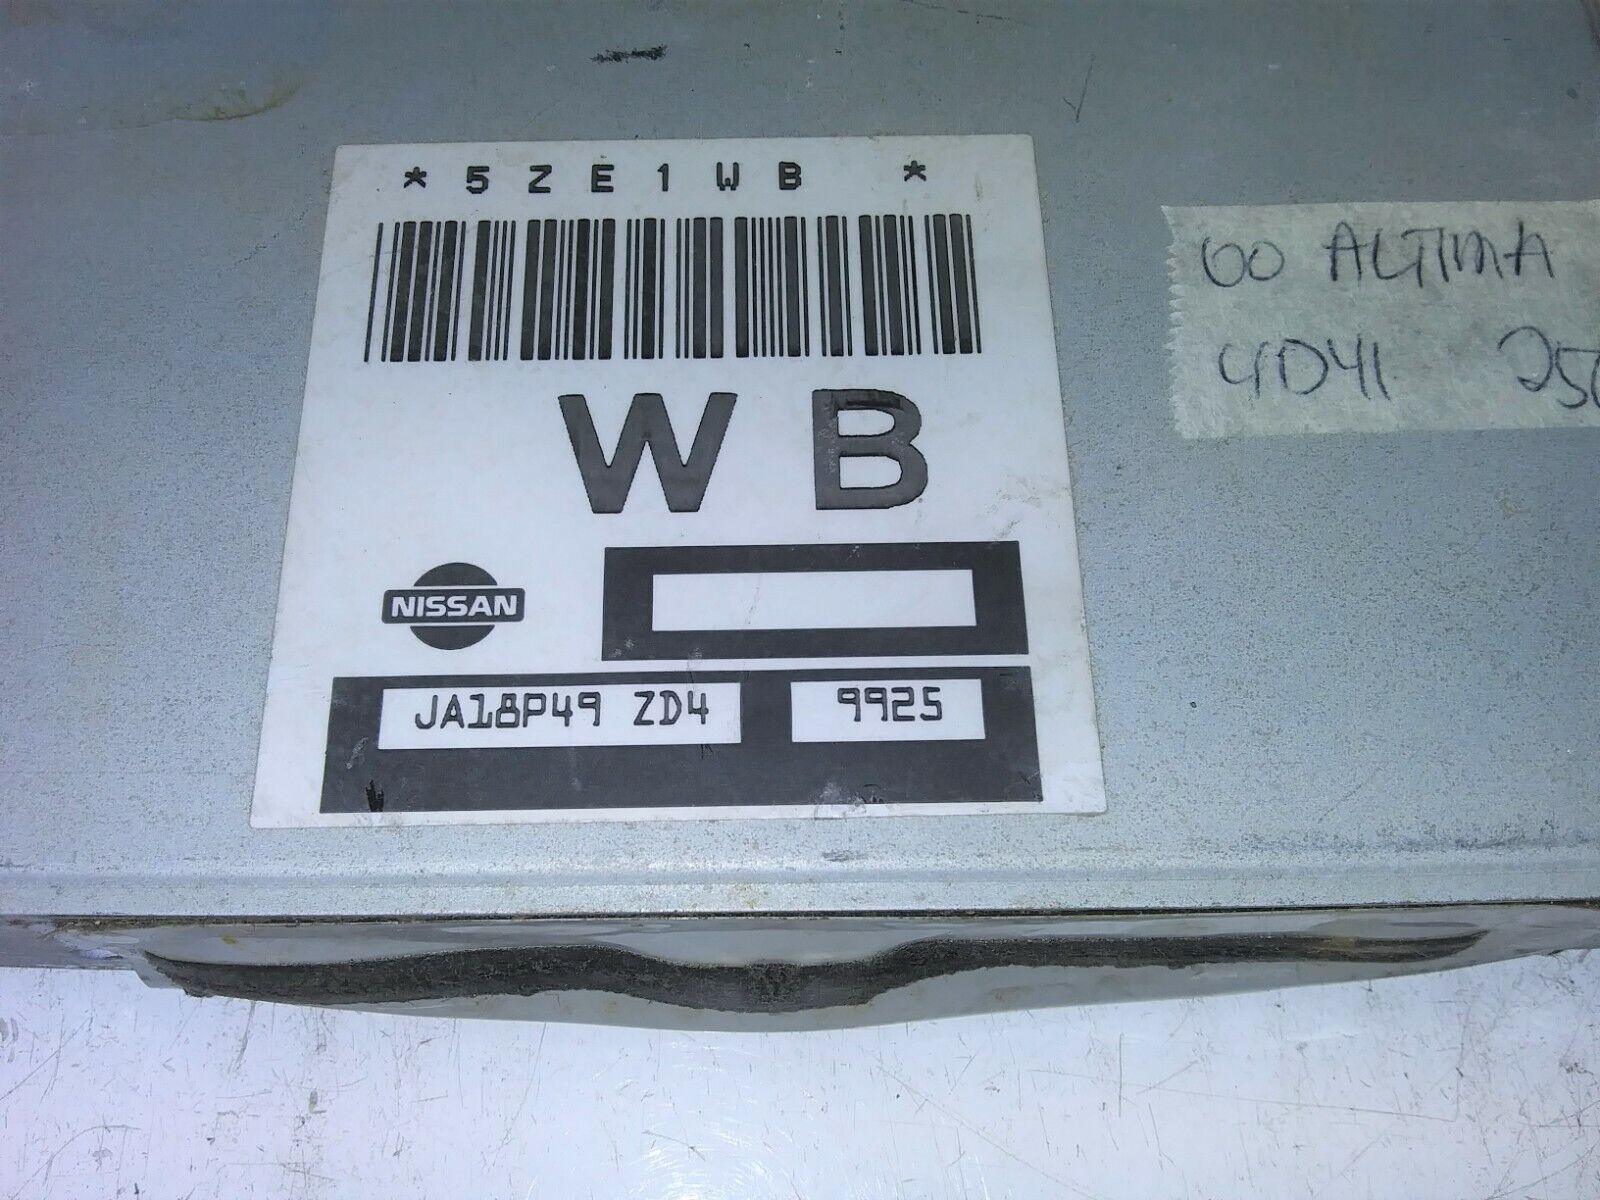 *5ZE1WB *
WB
NISSAN
JA18P49 ZD4 9925
00 ALTIMA
4D41